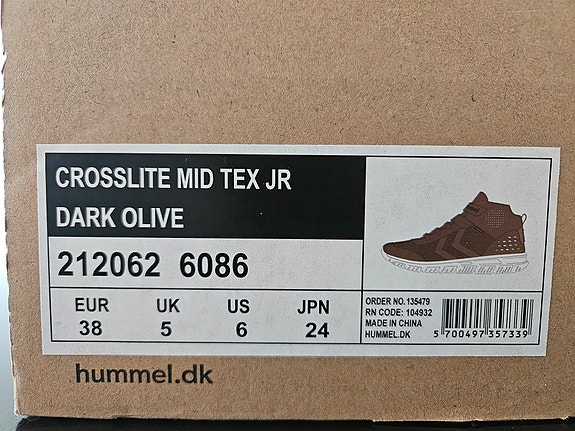 CROSSLITE MID TEX JR
DARK OLIVE
212062 6086
EUR UK US JPN
38 5 6 24
ORDER NO. 135479
RN CODE: 104932
MADE IN CHINA
HUMMEL.DK
5 700497 357339
hummel.dk